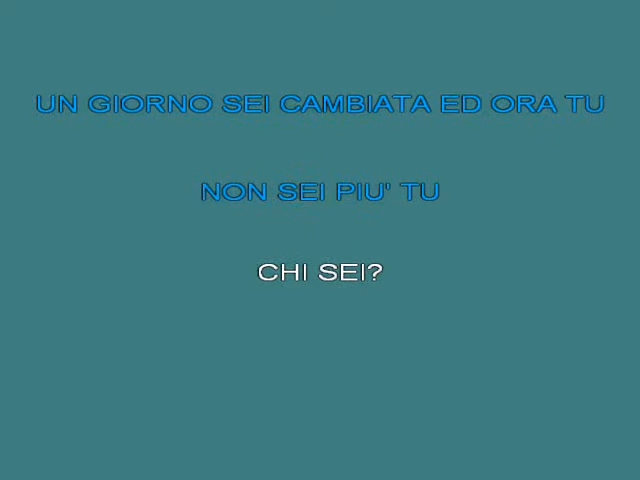 UN GIORNO SEI CAMBIATA ED ORA TU
NON SEI PIU' TU
CHI SEI?